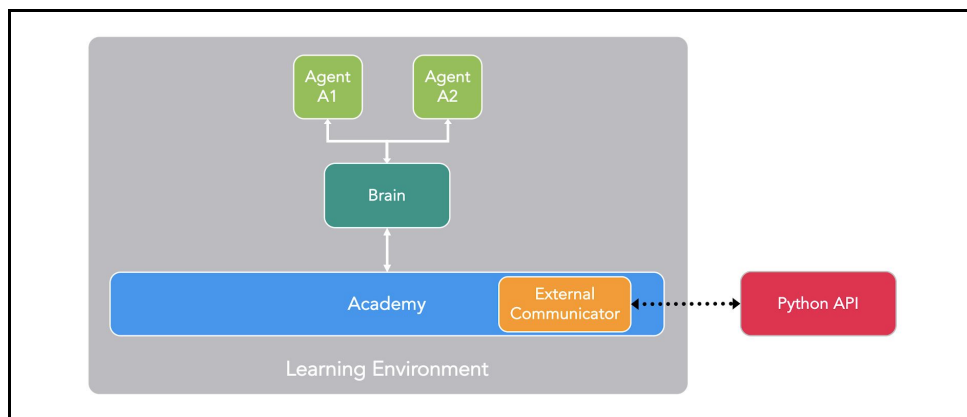 Agent
A1
Agent
A2
Brain
Academy
External
Communicator
Python API
Learning Environment